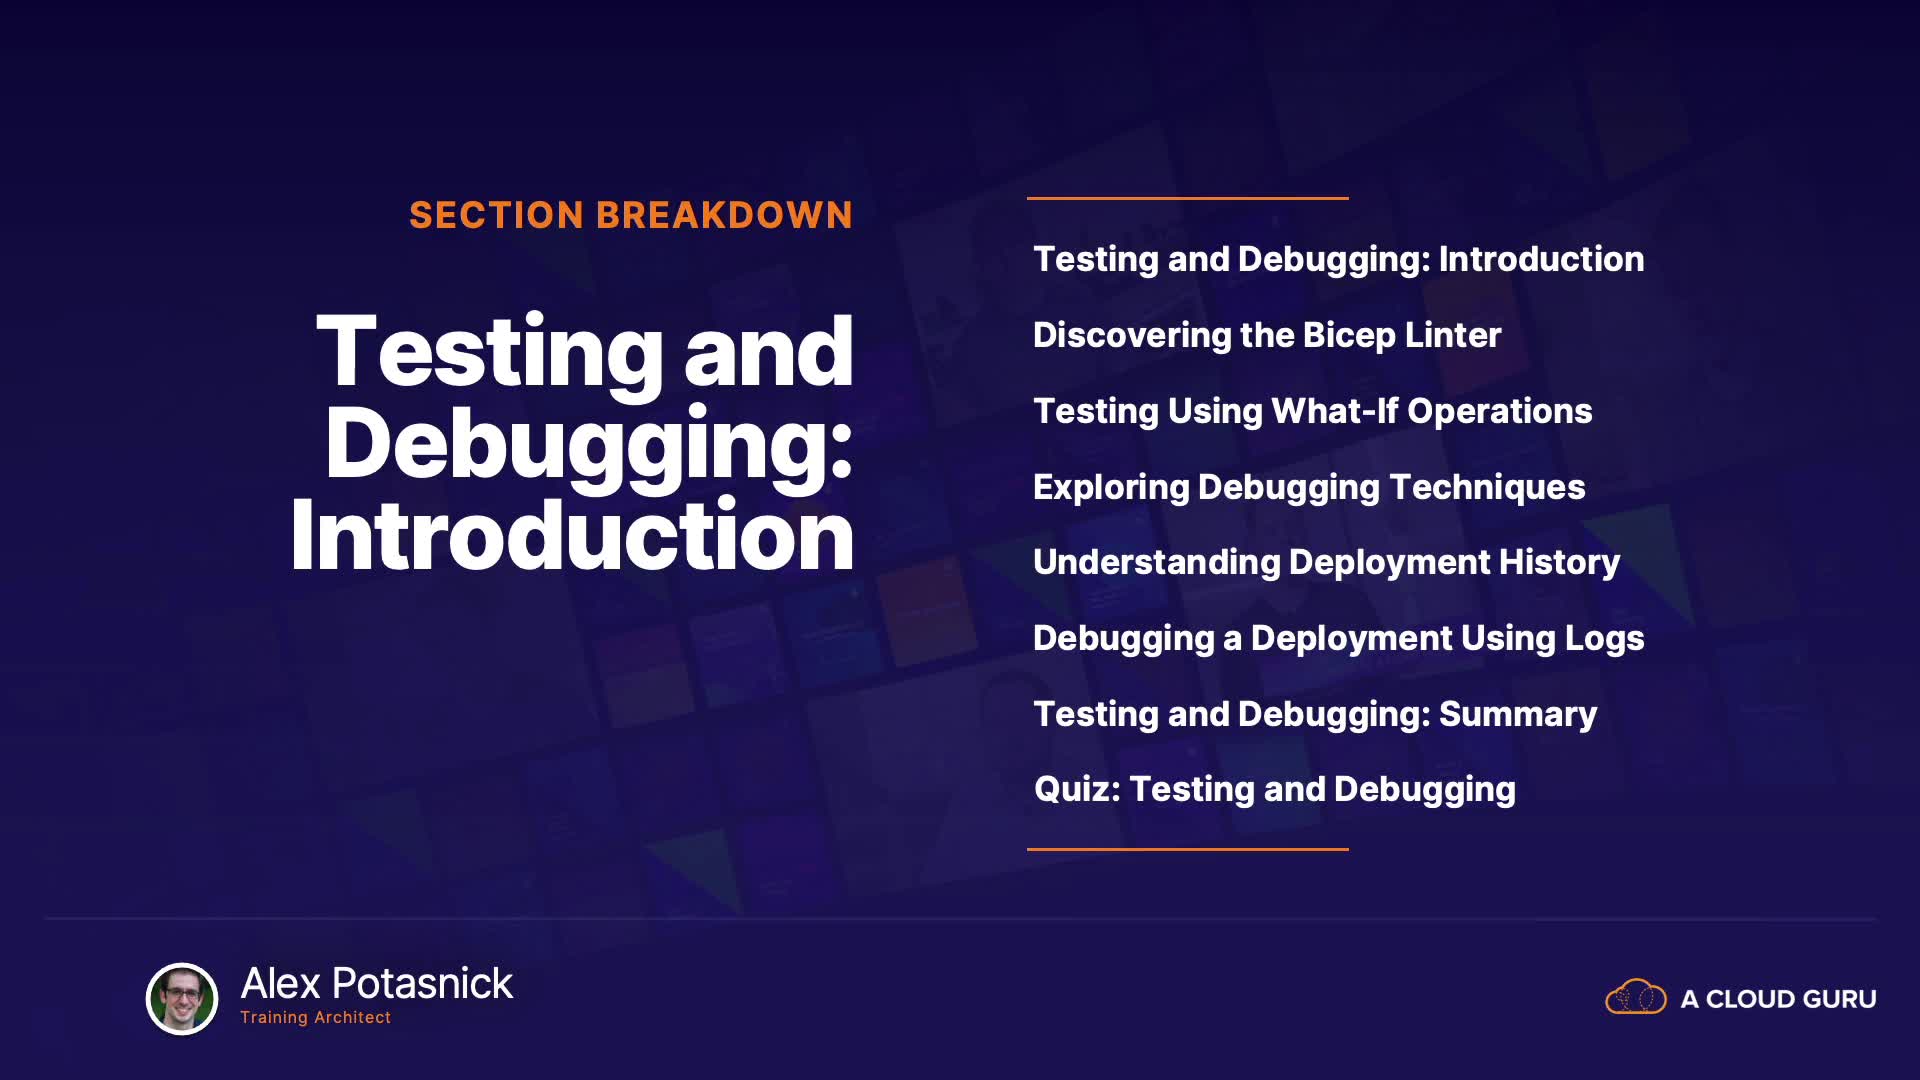 SECTION BREAKDOWN
Testing and
Debugging:
Introduction
Testing and Debugging: Introduction
Discovering the Bicep Linter
Testing Using What-If Operations
Exploring Debugging Techniques
Understanding Deployment History
Debugging a Deployment Using Logs
Testing and Debugging: Summary
Quiz: Testing and Debugging
Alex Potasnick
Training Architect
A CLOUD GURU